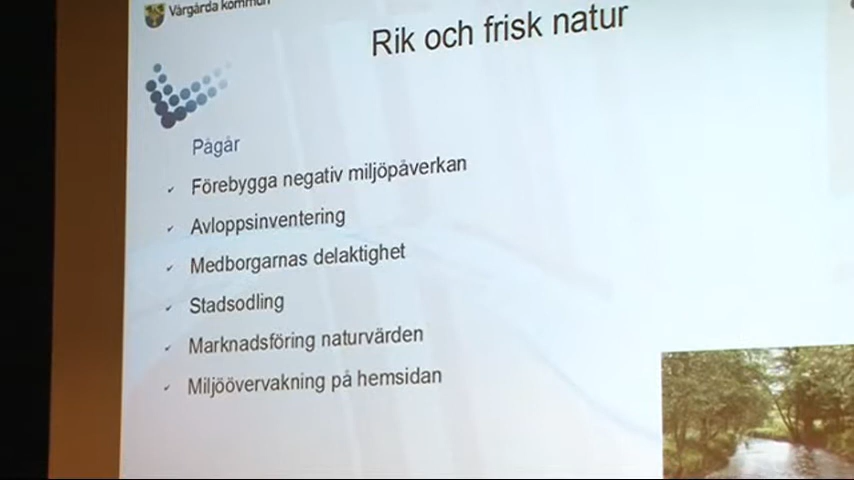 Vårgårda kommun
Rik och frisk natur
Pågår
✓ Förebygga negativ miljöpåverkan
✓ Avloppsinventering
✓ Medborgarnas delaktighet
✓ Stadsodling
✓ Marknadsföring naturvärden
✓ Miljöövervakning på hemsidan